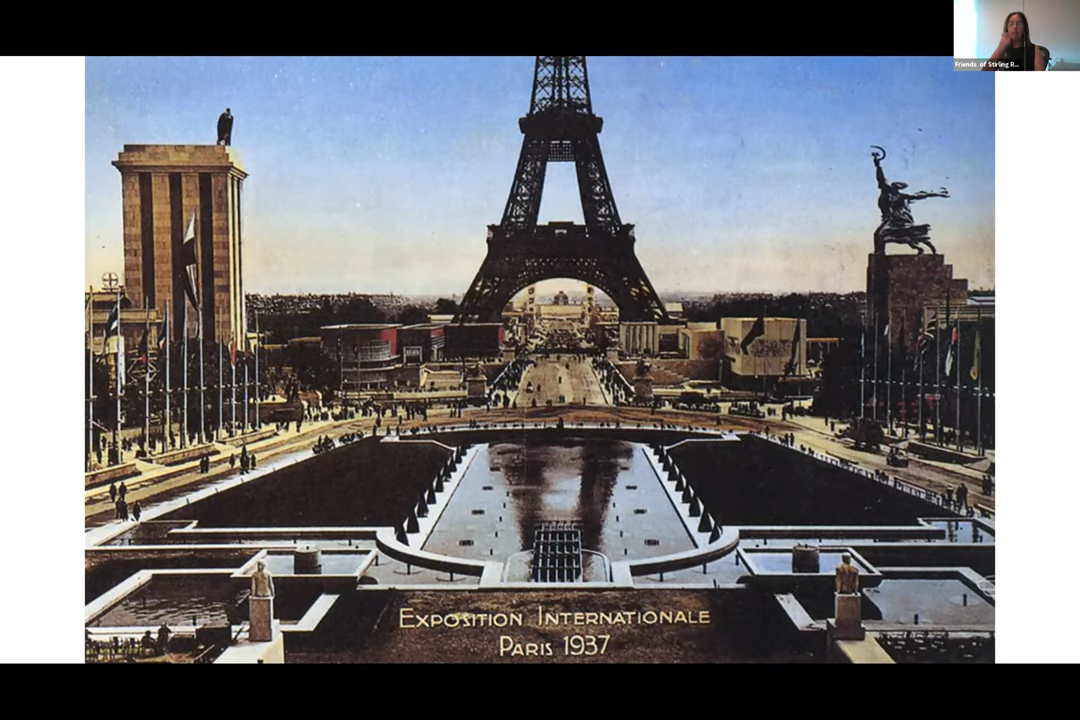 Friends of Stirling R...
Exposition Internationale
Paris 1937